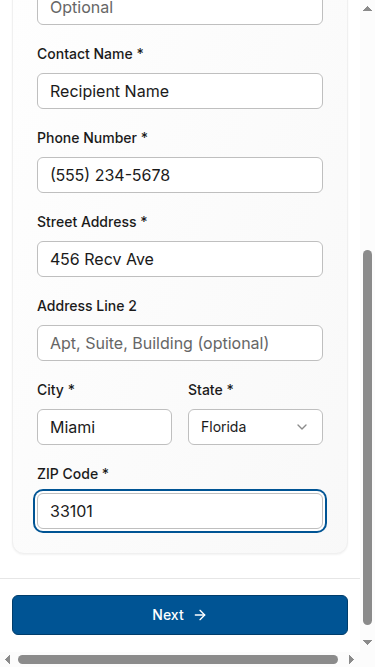 Optional
Contact Name *
Recipient Name
Phone Number *
(555) 234-5678
Street Address *
456 Recv Ave
Address Line 2
Apt, Suite, Building (optional)
City * State *
Miami Florida
ZIP Code *
33101
Next →